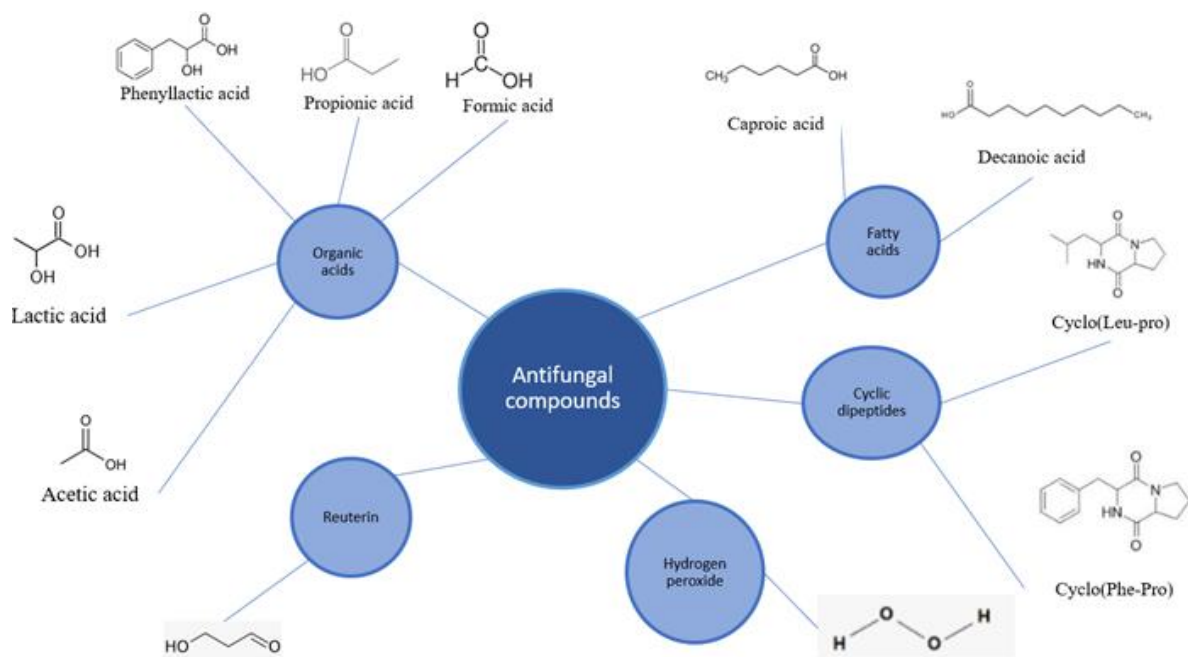 O
OH
OH
Phenyllactic acid
O
HO
Propionic acid
O
H
OH
Formic acid
O
CH3
OH
Caproic acid
O
HO
CH3
Decanoic acid
Organic
acids
Fatty
acids
O
OH
OH
Lactic acid
O
N
HN
O
Cyclo(Leu-pro)
Antifungal
compounds
Cyclic
dipeptides
O
OH
Acetic acid
Reuterin
Hydrogen
peroxide
O
N
HN
O
Cyclo(Phe-Pro)
HO
O
H
O
O
H